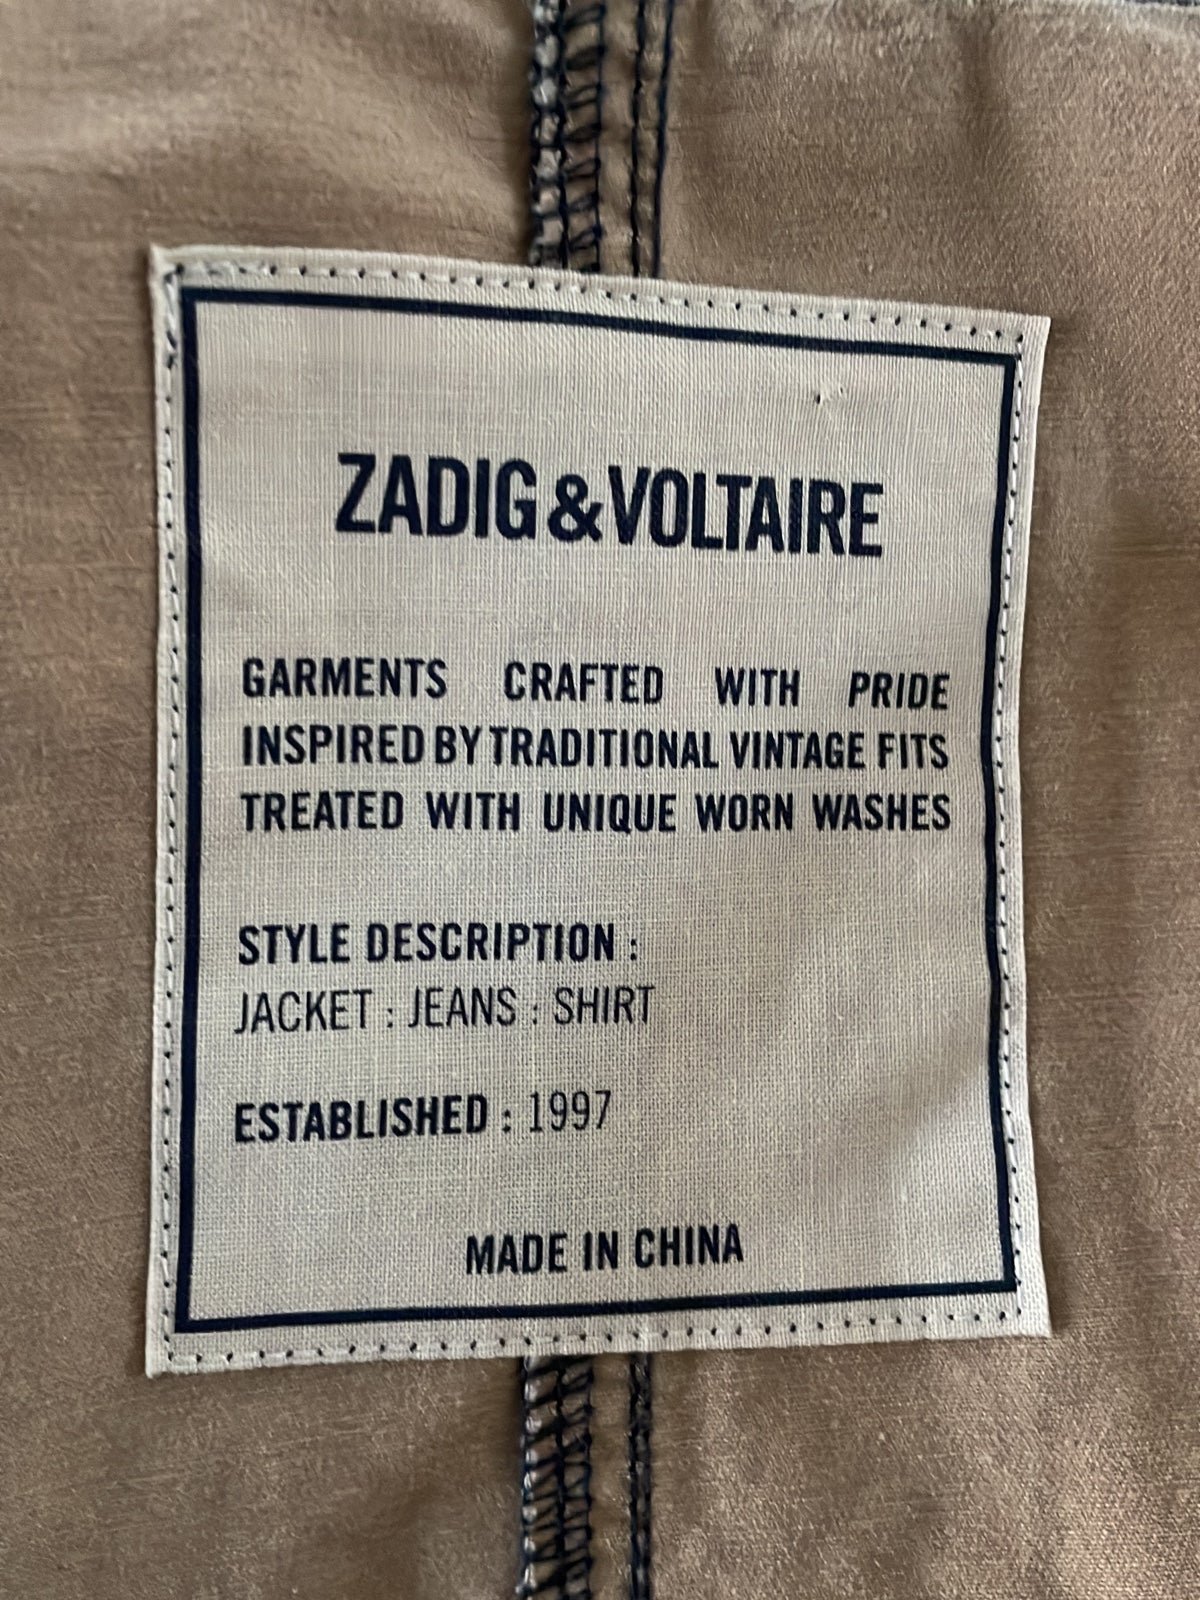 ZADIG&VOLTAIRE
GARMENTS CRAFTED WITH PRIDE
INSPIRED BY TRADITIONAL VINTAGE FITS
TREATED WITH UNIQUE WORN WASHES
STYLE DESCRIPTION :
JACKET : JEANS : SHIRT
ESTABLISHED : 1997
MADE IN CHINA